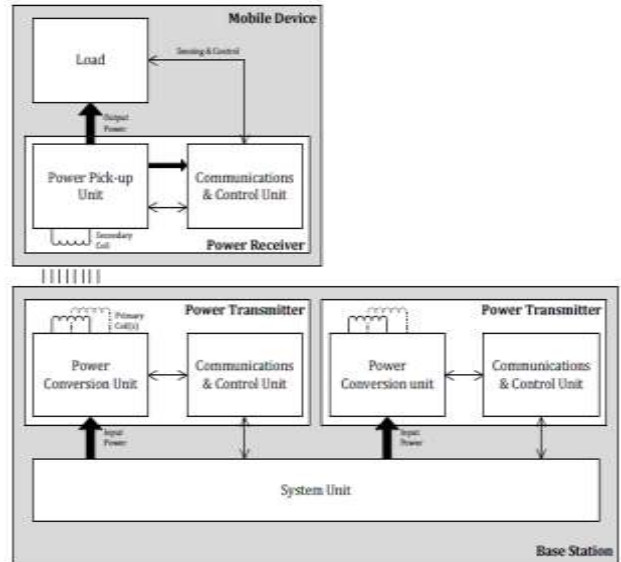 Mobile Device
Load
Sensing & Control
Output
Power
Power Pick-up
Unit
Communications
& Control Unit
Secondary
Coil
Power Receiver
Power Transmitter
Primary
Coil(s)
Power
Conversion Unit
Communications
& Control Unit
Input
Power
Power Transmitter
Power
Conversion unit
Communications
& Control Unit
Input
Power
System Unit
Base Station